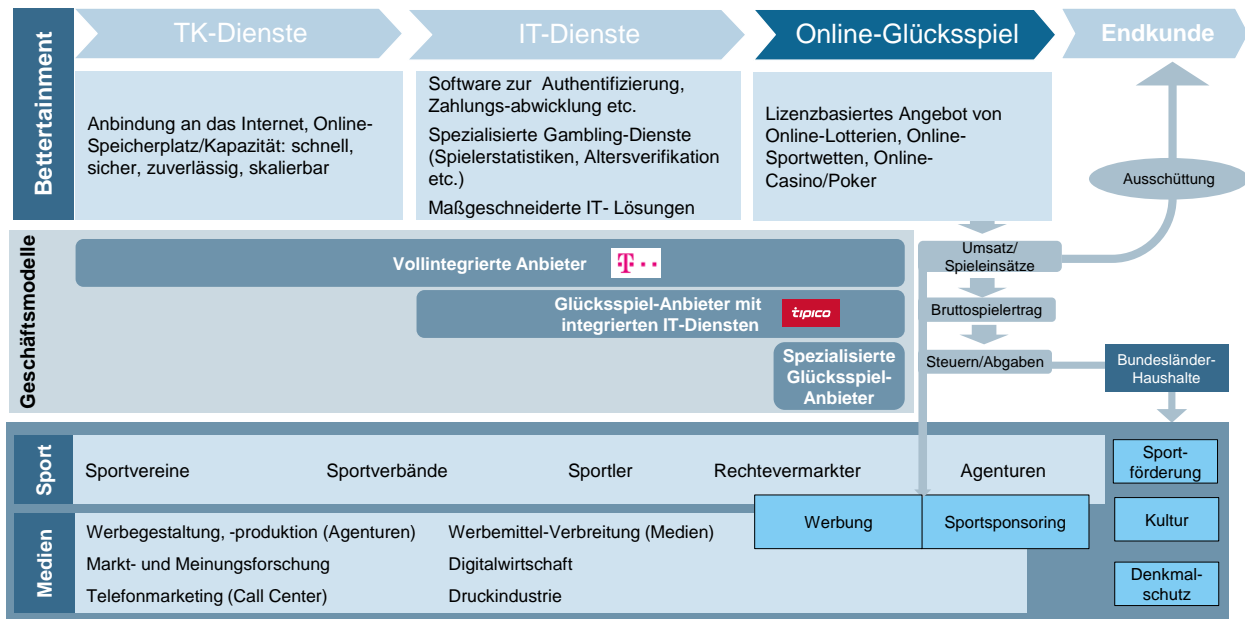 Bettertainment
TK-Dienste
IT-Dienste
Online-Glücksspiel
Endkunde
Anbindung an das Internet, Online-
Speicherplatz/Kapazität: schnell,
sicher, zuverlässig, skalierbar
Software zur Authentifizierung,
Zahlungs-abwicklung etc.
Spezialisierte Gambling-Dienste
(Spielerstatistiken, Altersverifikation
etc.)
Maßgeschneiderte IT- Lösungen
Lizenzbasiertes Angebot von
Online-Lotterien, Online-
Sportwetten, Online-
Casino/Poker
Ausschüttung
Geschäftsmodelle
Vollintegrierte Anbieter
T
Glücksspiel-Anbieter mit
integrierten IT-Diensten
tipico
Spezialisierte
Glücksspiel-
Anbieter
Umsatz/
Spieleinsätze
Bruttospielertrag
Steuern/Abgaben
Bundesländer-
Haushalte
Sport
Sportvereine
Sportverbände
Sportler
Rechtevermarkter
Agenturen
Sport-
förderung
Medien
Werbegestaltung, -produktion (Agenturen)
Werbemittel-Verbreitung (Medien)
Markt- und Meinungsforschung
Digitalwirtschaft
Telefonmarketing (Call Center)
Druckindustrie
Werbung
Sportsponsoring
Kultur
Denkmal-
schutz